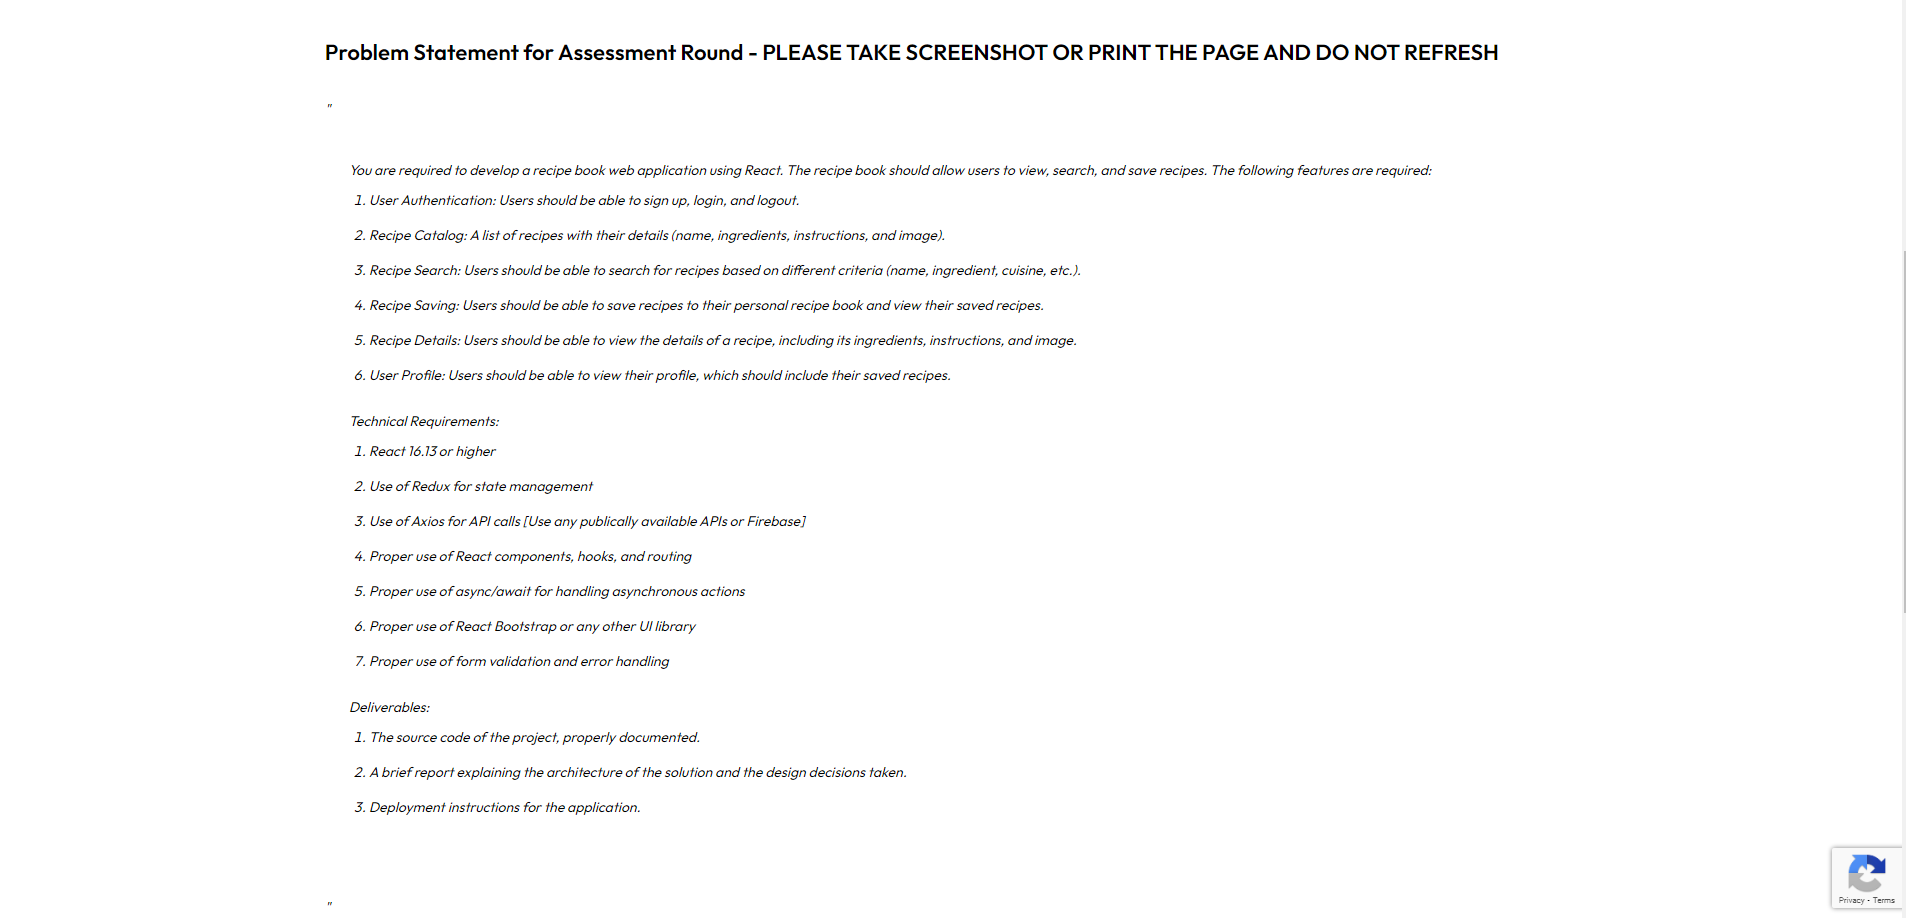 Problem Statement for Assessment Round - PLEASE TAKE SCREENSHOT OR PRINT THE PAGE AND DO NOT REFRESH
"
You are required to develop a recipe book web application using React. The recipe book should allow users to view, search, and save recipes. The following features are required:
1. User Authentication: Users should be able to sign up, login, and logout.
2. Recipe Catalog: A list of recipes with their details (name, ingredients, instructions, and image).
3. Recipe Search: Users should be able to search for recipes based on different criteria (name, ingredient, cuisine, etc.).
4. Recipe Saving: Users should be able to save recipes to their personal recipe book and view their saved recipes.
5. Recipe Details: Users should be able to view the details of a recipe, including its ingredients, instructions, and image.
6. User Profile: Users should be able to view their profile, which should include their saved recipes.
Technical Requirements:
1. React 16.13 or higher
2. Use of Redux for state management
3. Use of Axios for API calls [Use any publically available APIs or Firebase]
4. Proper use of React components, hooks, and routing
5. Proper use of async/await for handling asynchronous actions
6. Proper use of React Bootstrap or any other UI library
7. Proper use of form validation and error handling
Deliverables:
1. The source code of the project, properly documented.
2. A brief report explaining the architecture of the solution and the design decisions taken.
3. Deployment instructions for the application.
"
Privacy - Terms